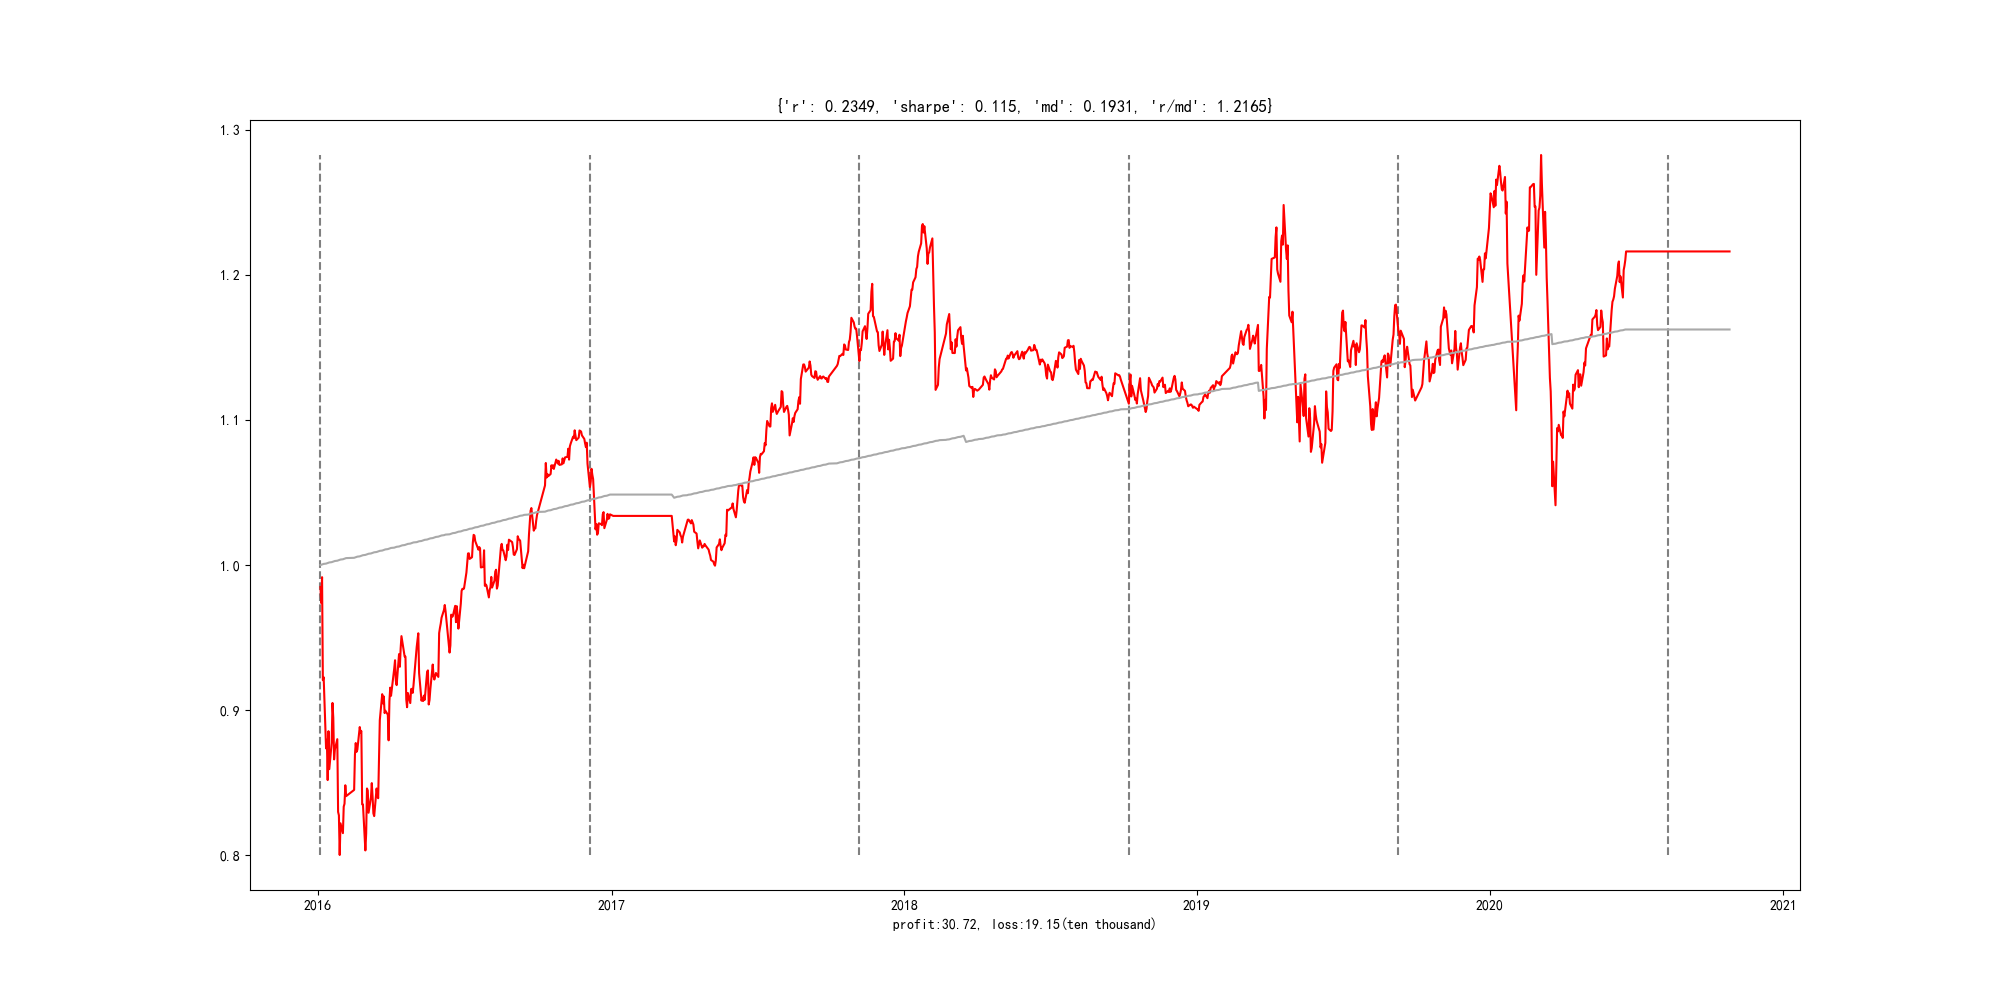 {'r': 0.2349, 'sharpe': 0.115, 'md': 0.1931, 'r/md': 1.2165}
1.3
1.2
1.1
1.0
0.9
0.8
2016 2017 2018 2019 2020 2021
profit:30.72, loss:19.15(ten thousand)